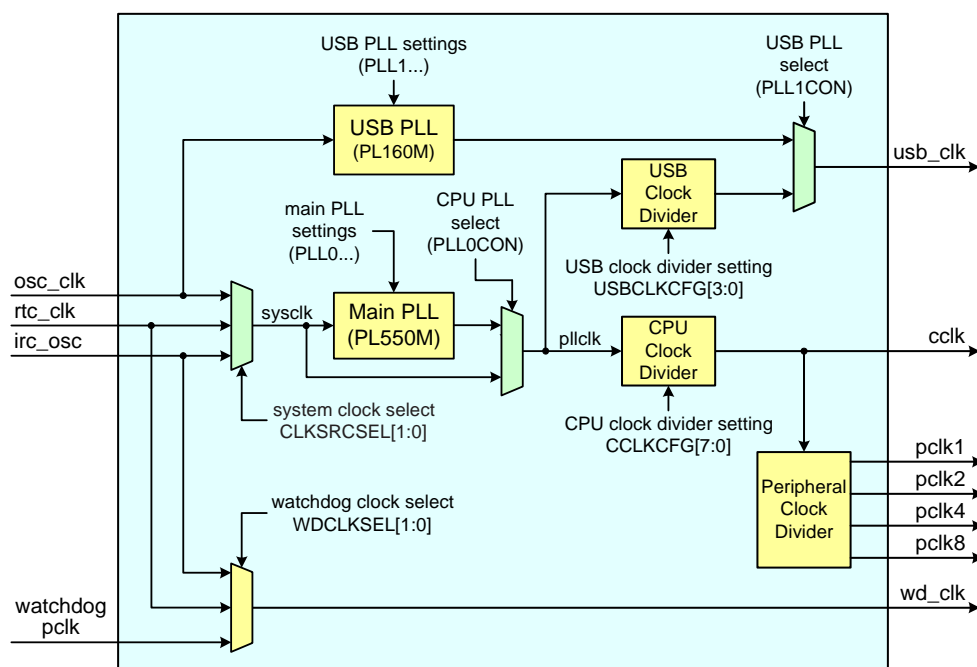 USB PLL settings
(PLL1...)
USB PLL
select
(PLL1CON)
USB PLL
(PL160M)
usb_clk
USB
Clock
Divider
main PLL
settings
(PLL0...)
CPU PLL
select
(PLL0CON)
USB clock divider setting
USBCLKCFG[3:0]
osc_clk
rtc_clk
irc_osc
sysclk
Main PLL
(PL550M)
pllclk
CPU
Clock
Divider
cclk
system clock select
CLKSRCSEL[1:0]
CPU clock divider setting
CCLKCFG[7:0]
Peripheral
Clock
Divider
pclk1
pclk2
pclk4
pclk8
watchdog clock select
WDCLKSEL[1:0]
watchdog
pclk
wd_clk